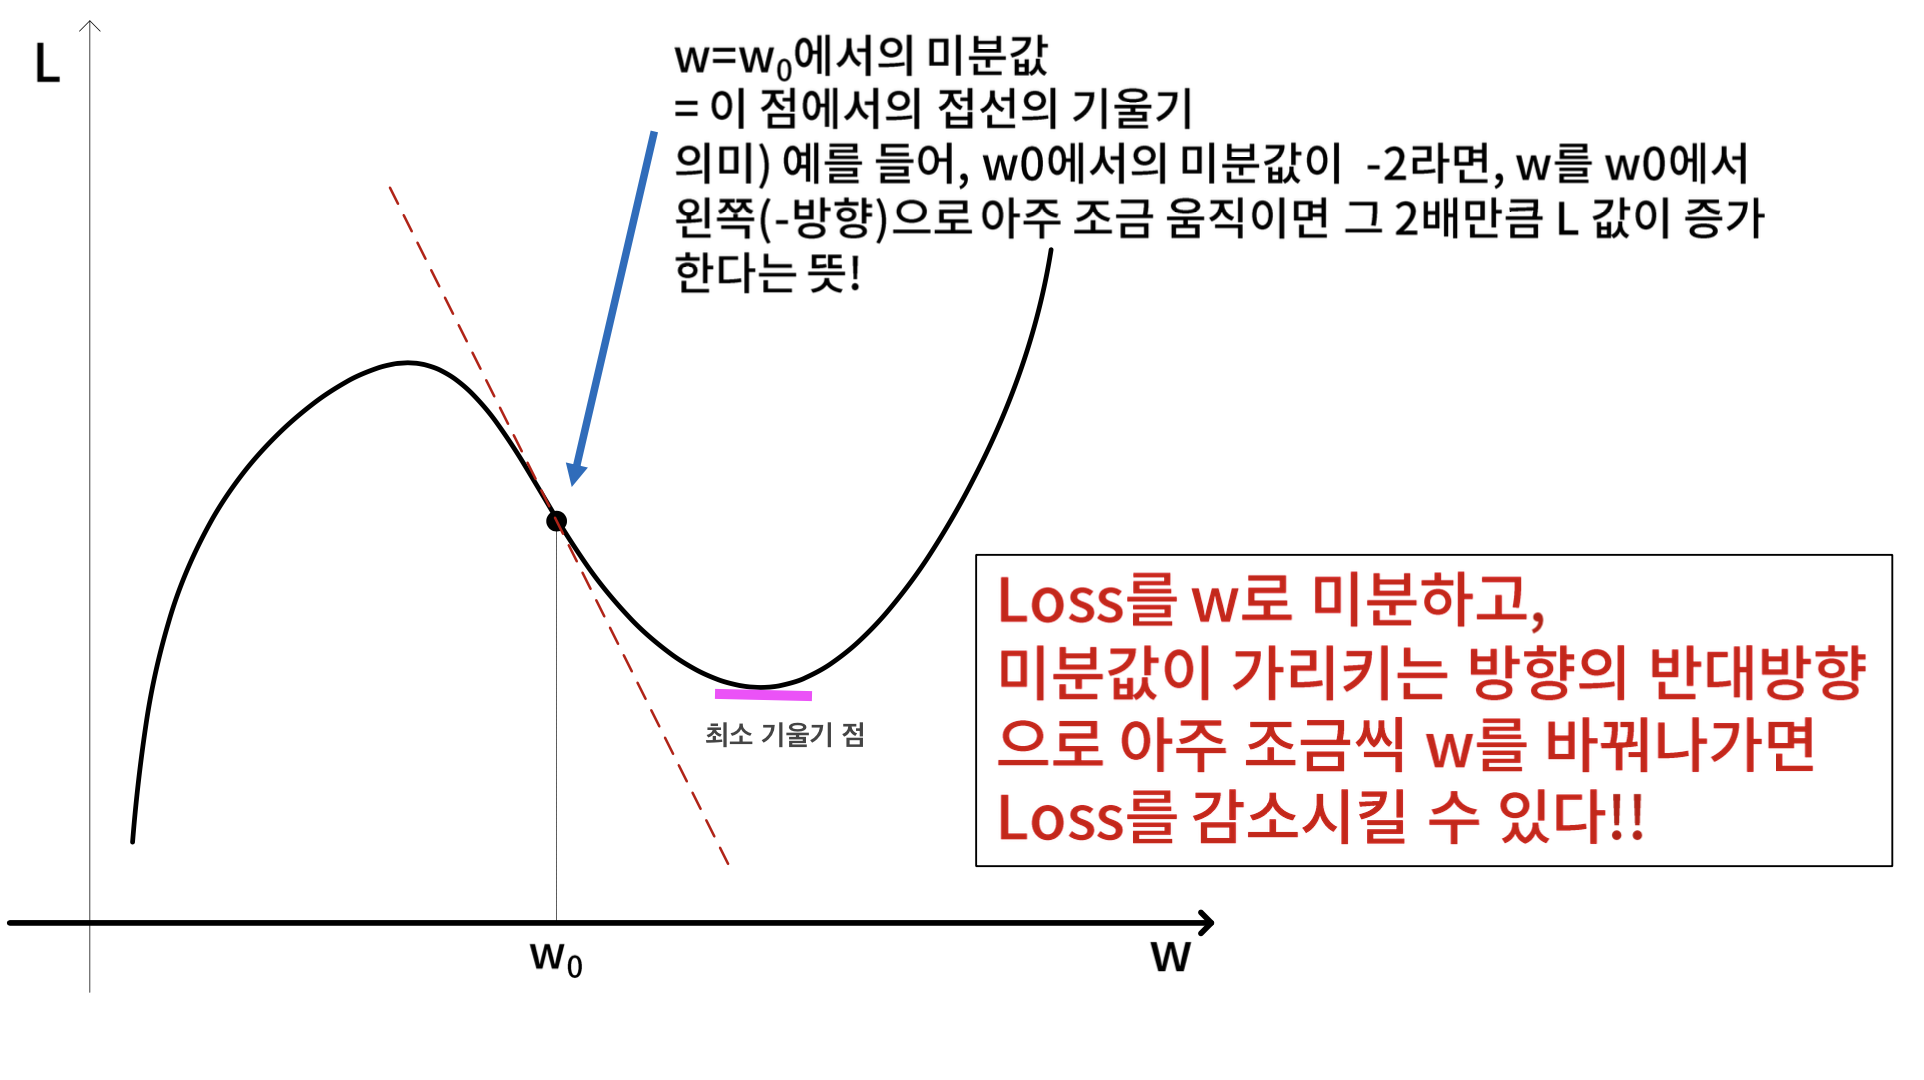 L
w=w₀에서의 미분값
= 이 점에서의 접선의 기울기
의미) 예를 들어, w0에서의 미분값이 -2라면, w를 w0에서
왼쪽(-방향)으로 아주 조금 움직이면 그 2배만큼 L 값이 증가
한다는 뜻!
Loss를 w로 미분하고,
미분값이 가리키는 방향의 반대방향
으로 아주 조금씩 w를 바꿔나가면
Loss를 감소시킬 수 있다!!
최소 기울기 점
w₀
w